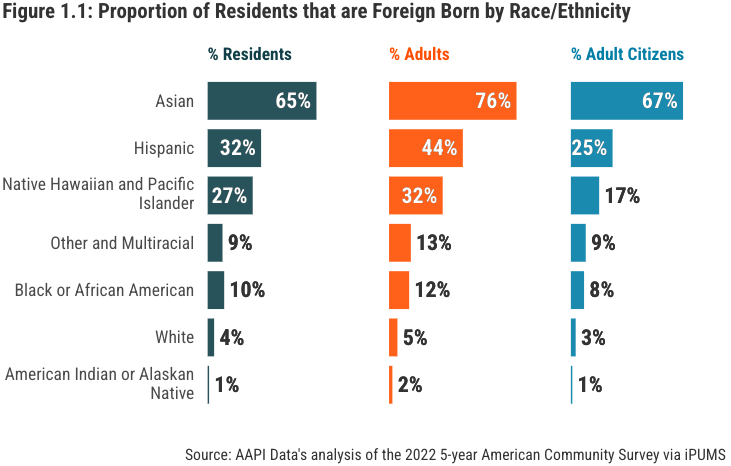 Figure 1.1: Proportion of Residents that are Foreign Born by Race/Ethnicity
% Residents % Adults % Adult Citizens
Asian 65% 76% 67%
Hispanic 32% 44% 25%
Native Hawaiian and Pacific
Islander 27% 32% 17%
Other and Multiracial 9% 13% 9%
Black or African American 10% 12% 8%
White 4% 5% 3%
American Indian or Alaskan
Native 1% 2% 1%
Source: AAPI Data's analysis of the 2022 5-year American Community Survey via iPUMS